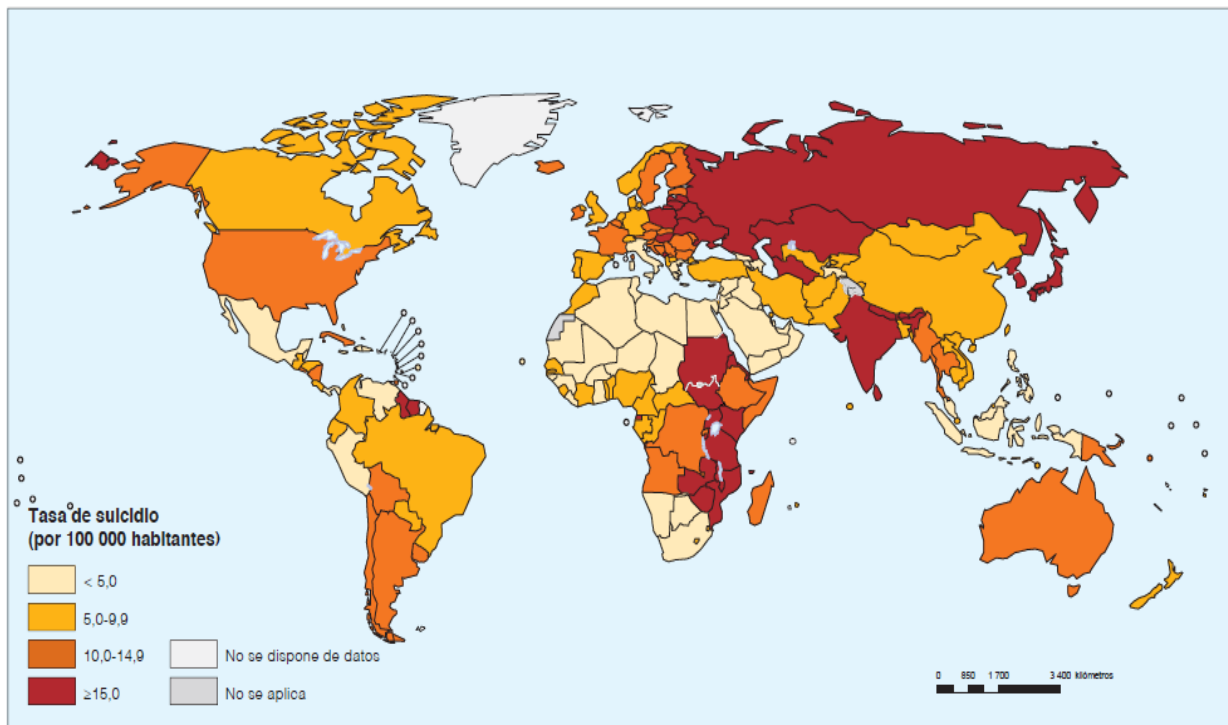 Tasa de suicidio
(por 100 000 habitantes)
< 5,0
5,0-9,9
10,0-14,9
≥15,0
No se dispone de datos
No se aplica
0 850 1 700 3 400 kilómetros